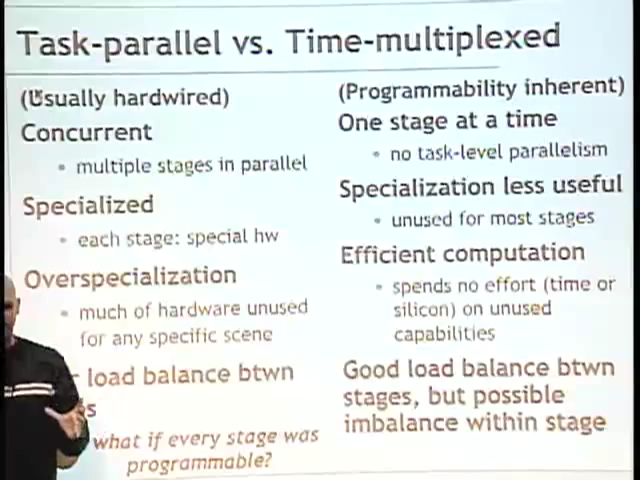 Task-parallel vs. Time-multiplexed
(Usually hardwired)
Concurrent
• multiple stages in parallel
Specialized
• each stage: special hw
Overspecialization
• much of hardware unused
for any specific scene
load balance btwn
what if every stage was
programmable?
(Programmability inherent)
One stage at a time
• no task-level parallelism
Specialization less useful
• unused for most stages
Efficient computation
• spends no effort (time or
silicon) on unused
capabilities
Good load balance btwn
stages, but possible
imbalance within stage